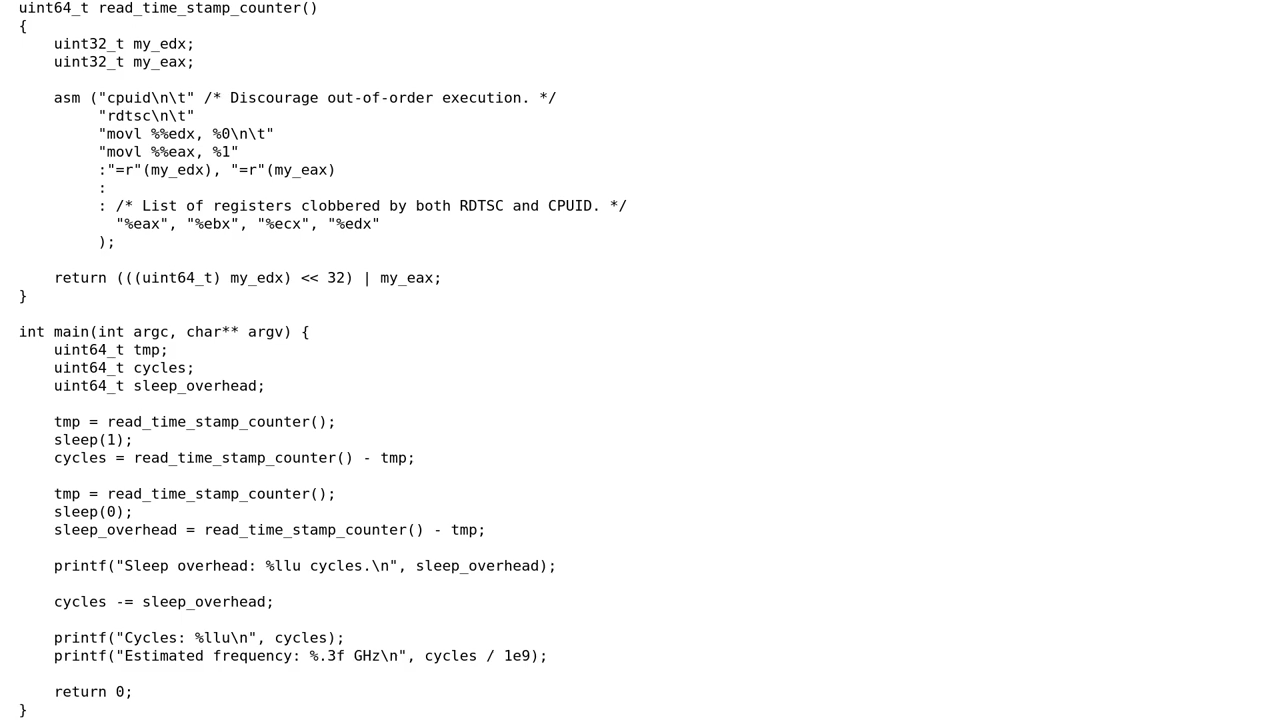 uint64_t read_time_stamp_counter()
{
    uint32_t my_edx;
    uint32_t my_eax;

    asm ("cpuid\n\t" /* Discourage out-of-order execution. */
         "rdtsc\n\t"
         "movl %%edx, %0\n\t"
         "movl %%eax, %1"
         :"=r"(my_edx), "=r"(my_eax)
         :
         : /* List of registers clobbered by both RDTSC and CPUID. */
           "%eax", "%ebx", "%ecx", "%edx"
         );

    return (((uint64_t) my_edx) << 32) | my_eax;
}

int main(int argc, char** argv) {
    uint64_t tmp;
    uint64_t cycles;
    uint64_t sleep_overhead;

    tmp = read_time_stamp_counter();
    sleep(1);
    cycles = read_time_stamp_counter() - tmp;

    tmp = read_time_stamp_counter();
    sleep(0);
    sleep_overhead = read_time_stamp_counter() - tmp;

    printf("Sleep overhead: %llu cycles.\n", sleep_overhead);

    cycles -= sleep_overhead;

    printf("Cycles: %llu\n", cycles);
    printf("Estimated frequency: %.3f GHz\n", cycles / 1e9);

    return 0;
}